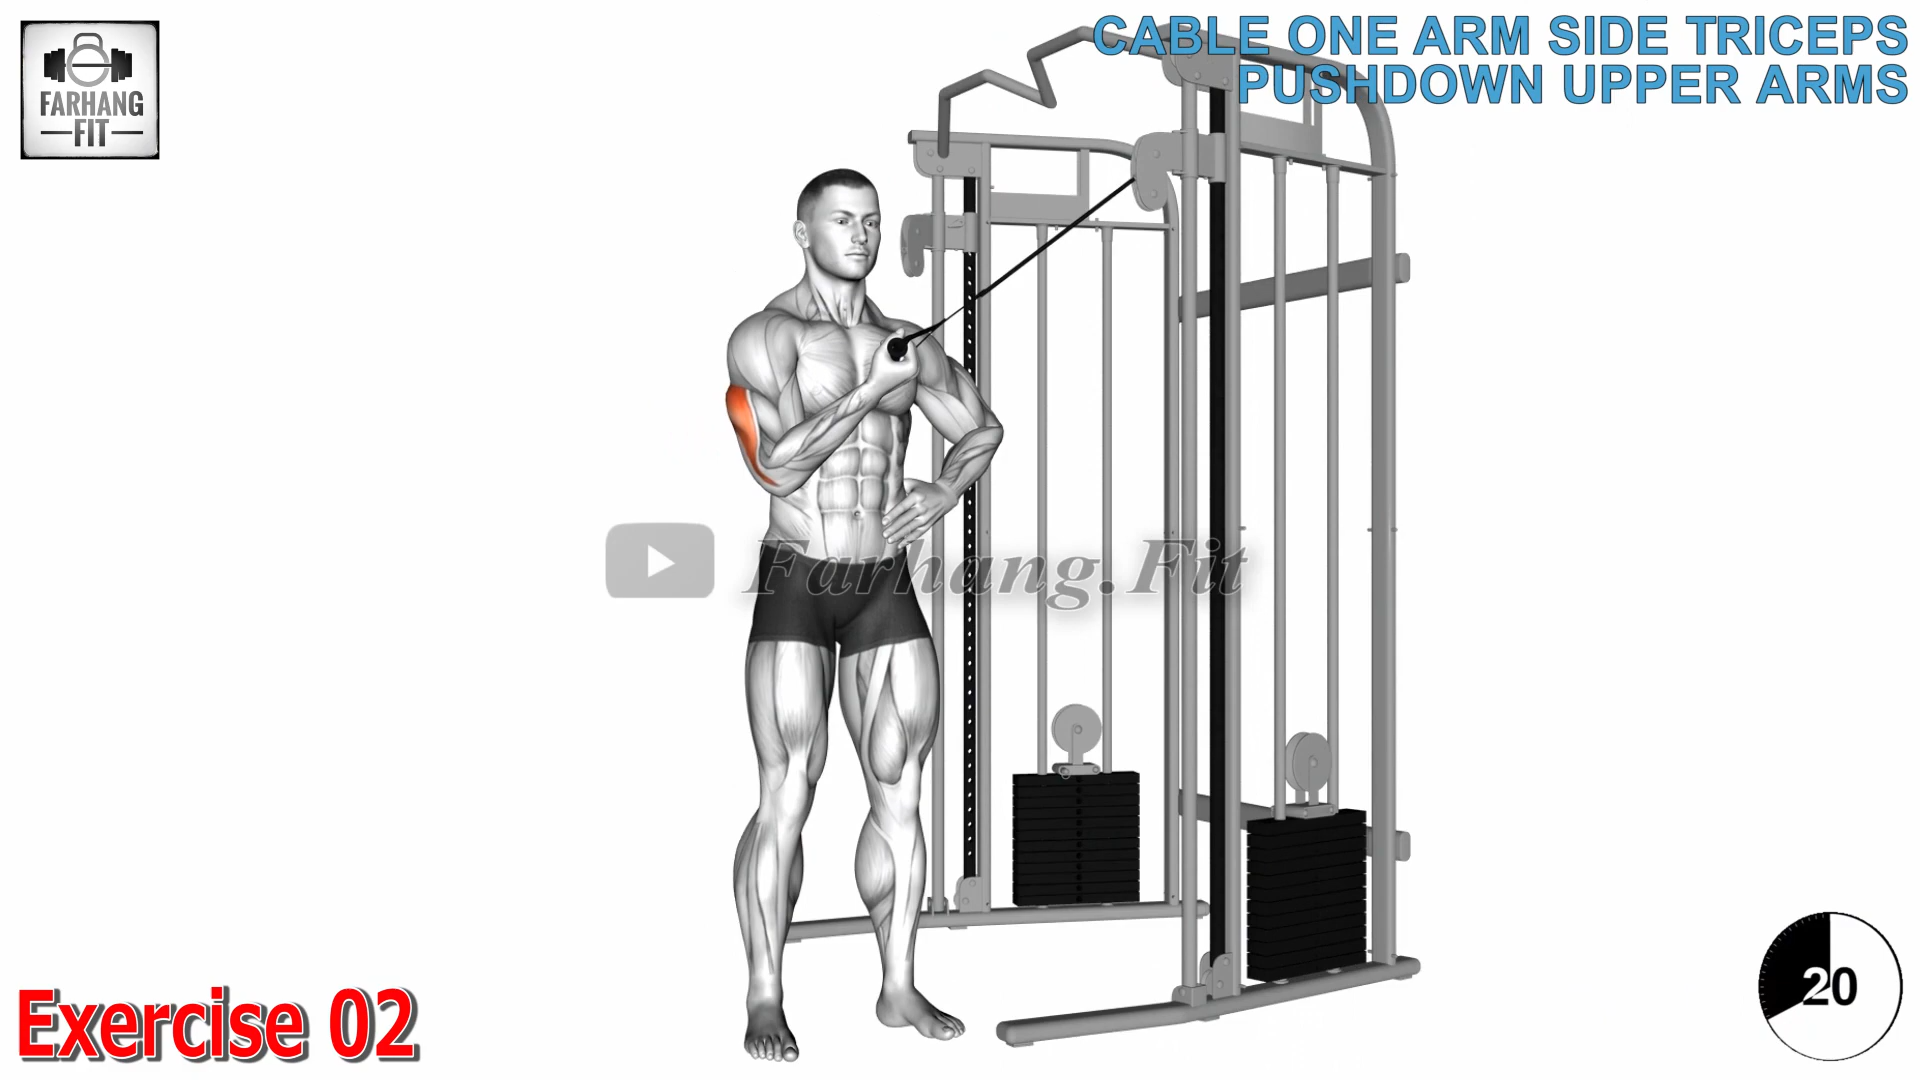 FARHANG
FIT
CABLE ONE ARM SIDE TRICEPS
PUSHDOWN UPPER ARMS
Farhang.Fit
Exercise 02
20